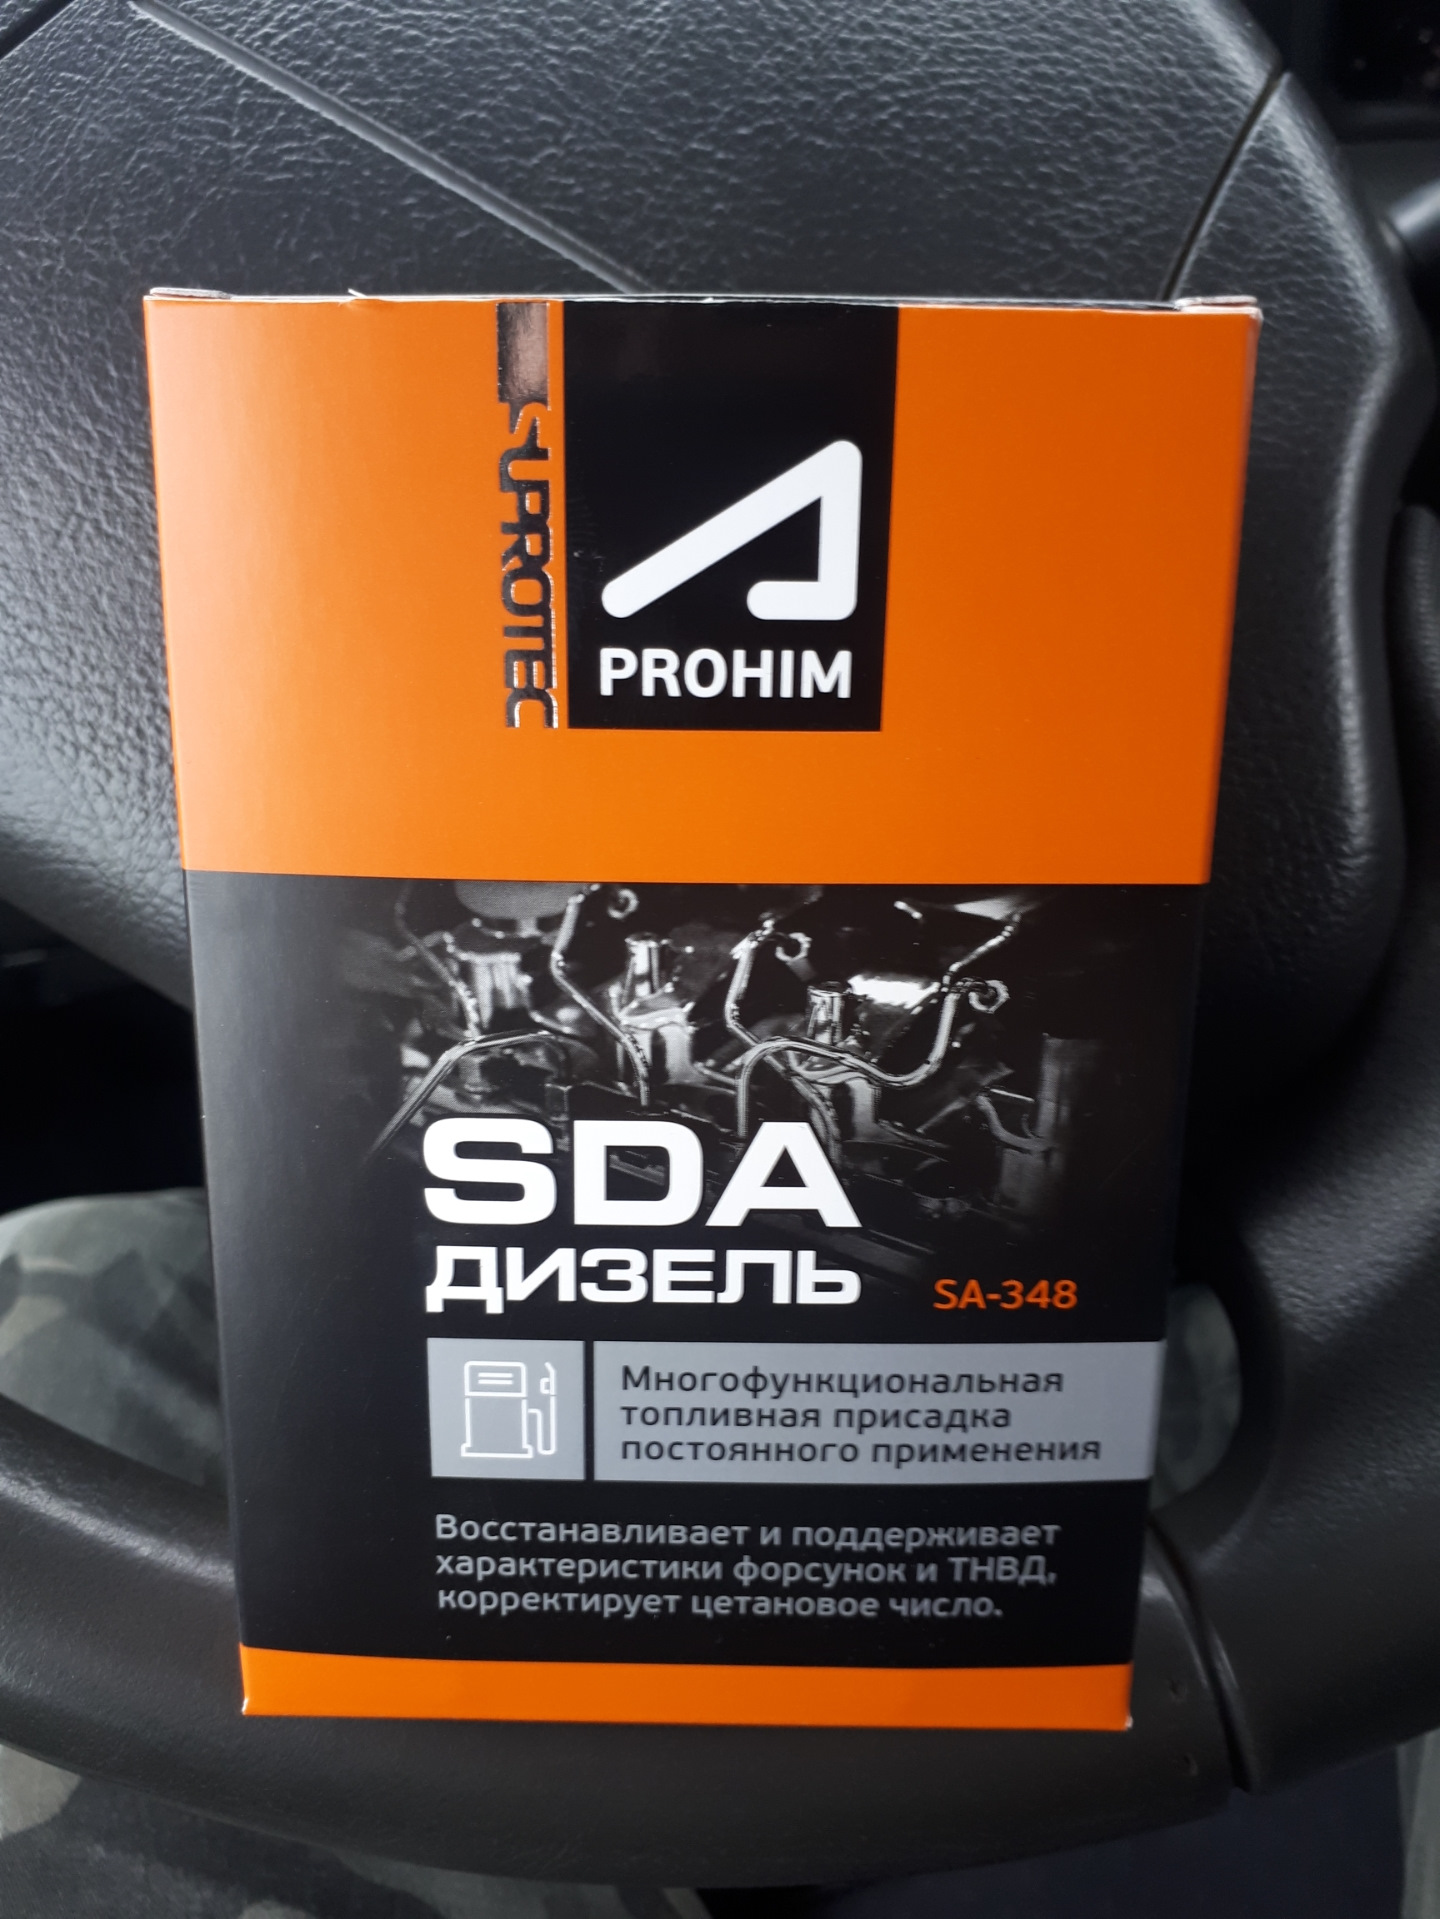 SUPROTEC
PROHIM
SDA
ДИЗЕЛЬ
SA-348
Многофункциональная
топливная присадка
постоянного применения
Восстанавливает и поддерживает
характеристики форсунок и ТНВД,
корректирует цетановое число.